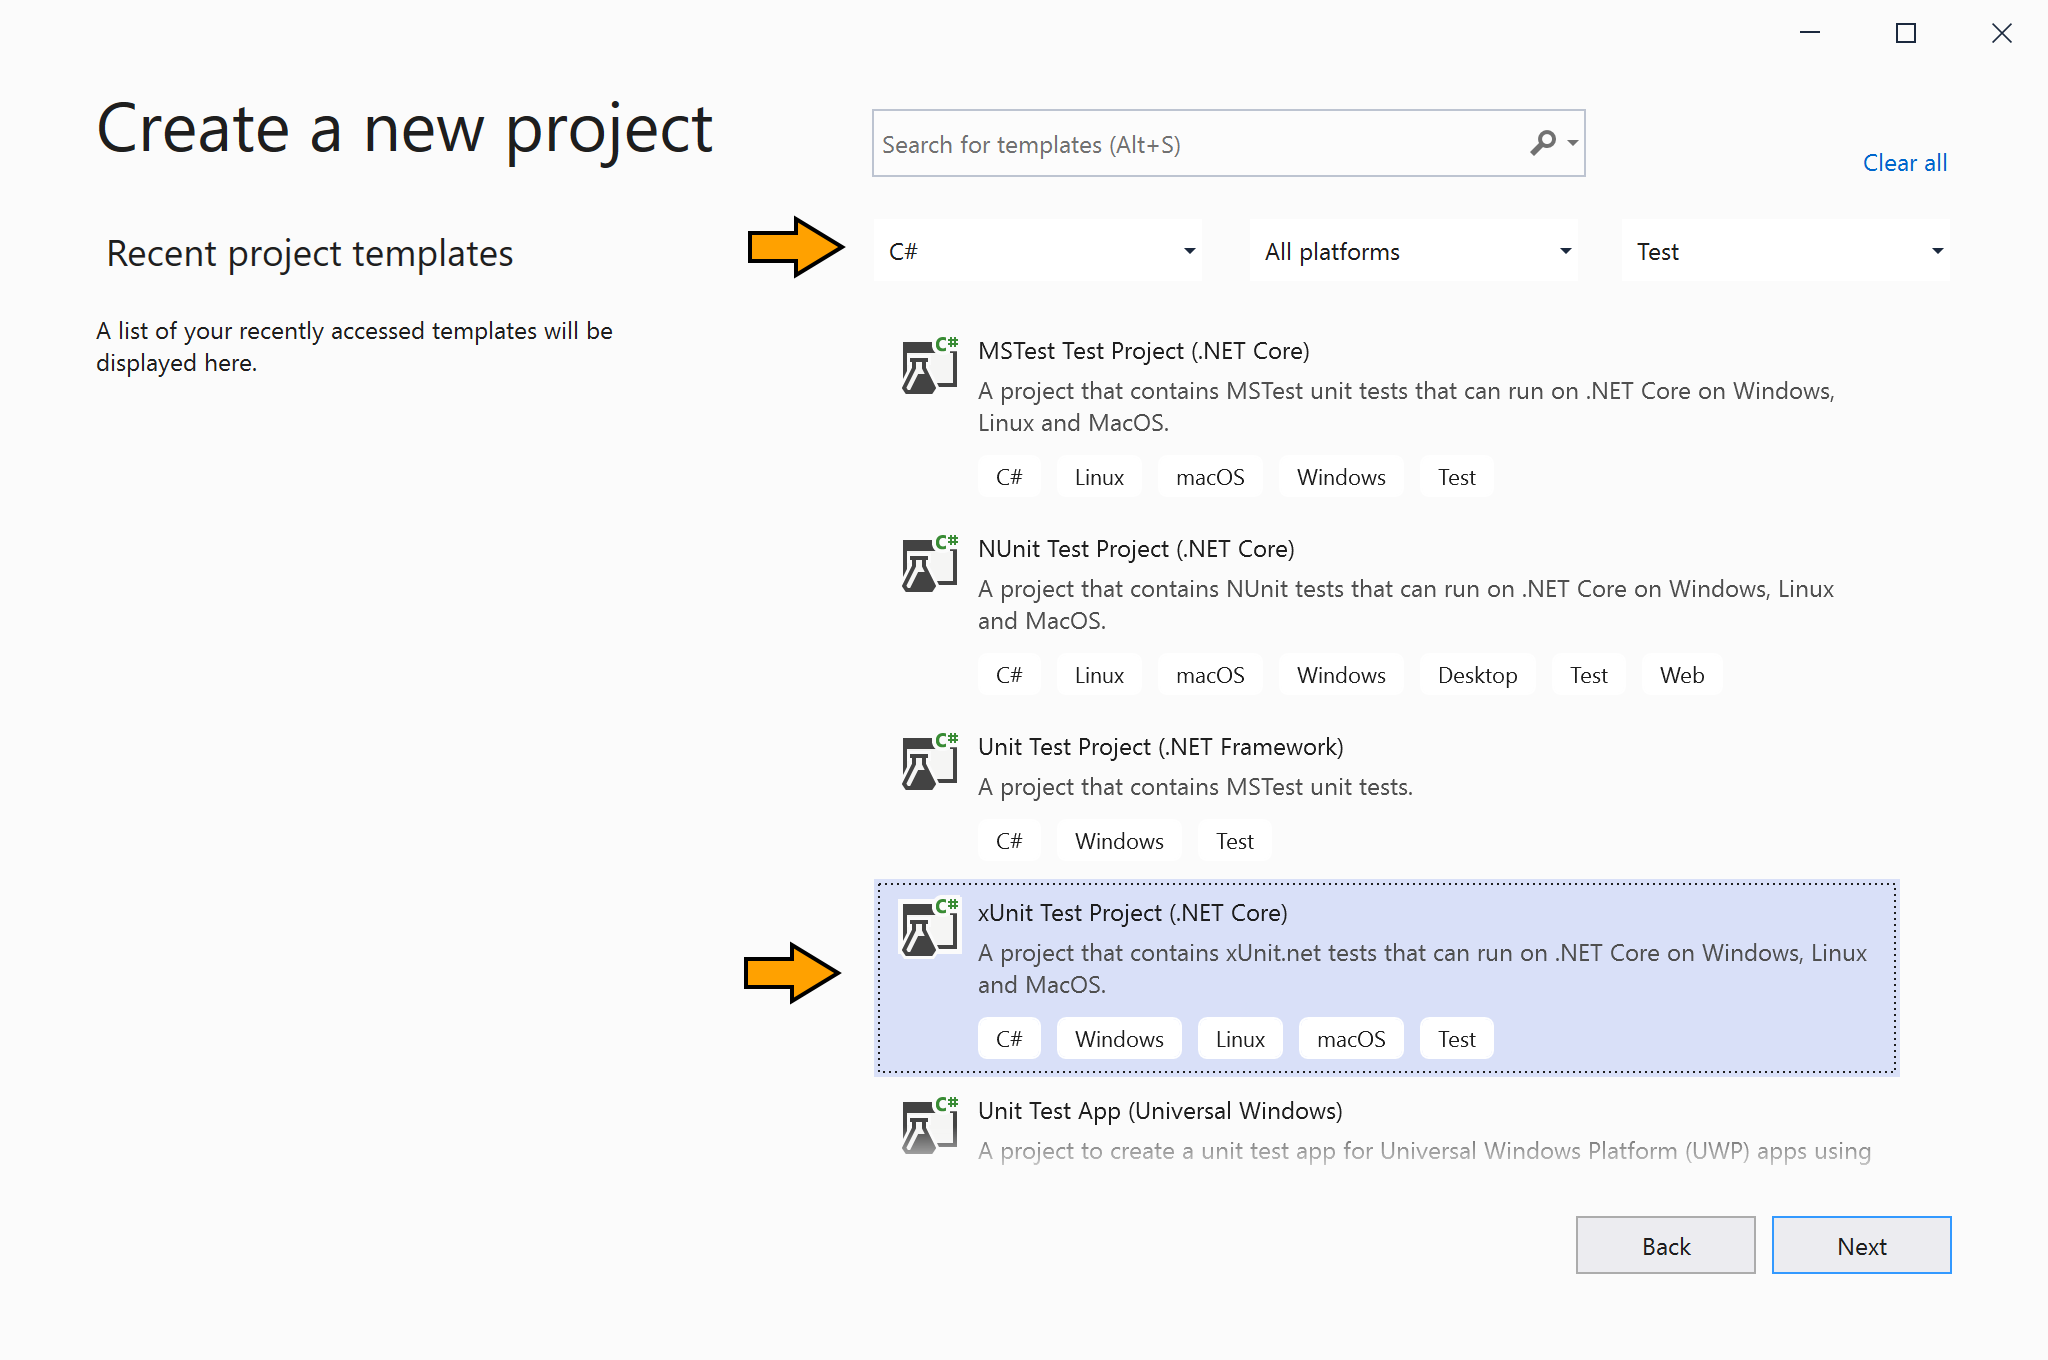 Create a new project
Search for templates (Alt+S)
Clear all
Recent project templates
A list of your recently accessed templates will be
displayed here.
C#
All platforms
Test
C#
MSTest Test Project (.NET Core)
A project that contains MSTest unit tests that can run on .NET Core on Windows,
Linux and MacOS.
C# Linux macOS Windows Test
C#
NUnit Test Project (.NET Core)
A project that contains NUnit tests that can run on .NET Core on Windows, Linux
and MacOS.
C# Linux macOS Windows Desktop Test Web
C#
Unit Test Project (.NET Framework)
A project that contains MSTest unit tests.
C# Windows Test
C#
xUnit Test Project (.NET Core)
A project that contains xUnit.net tests that can run on .NET Core on Windows, Linux
and MacOS.
C# Windows Linux macOS Test
C#
Unit Test App (Universal Windows)
A project to create a unit test app for Universal Windows Platform (UWP) apps using
Back
Next